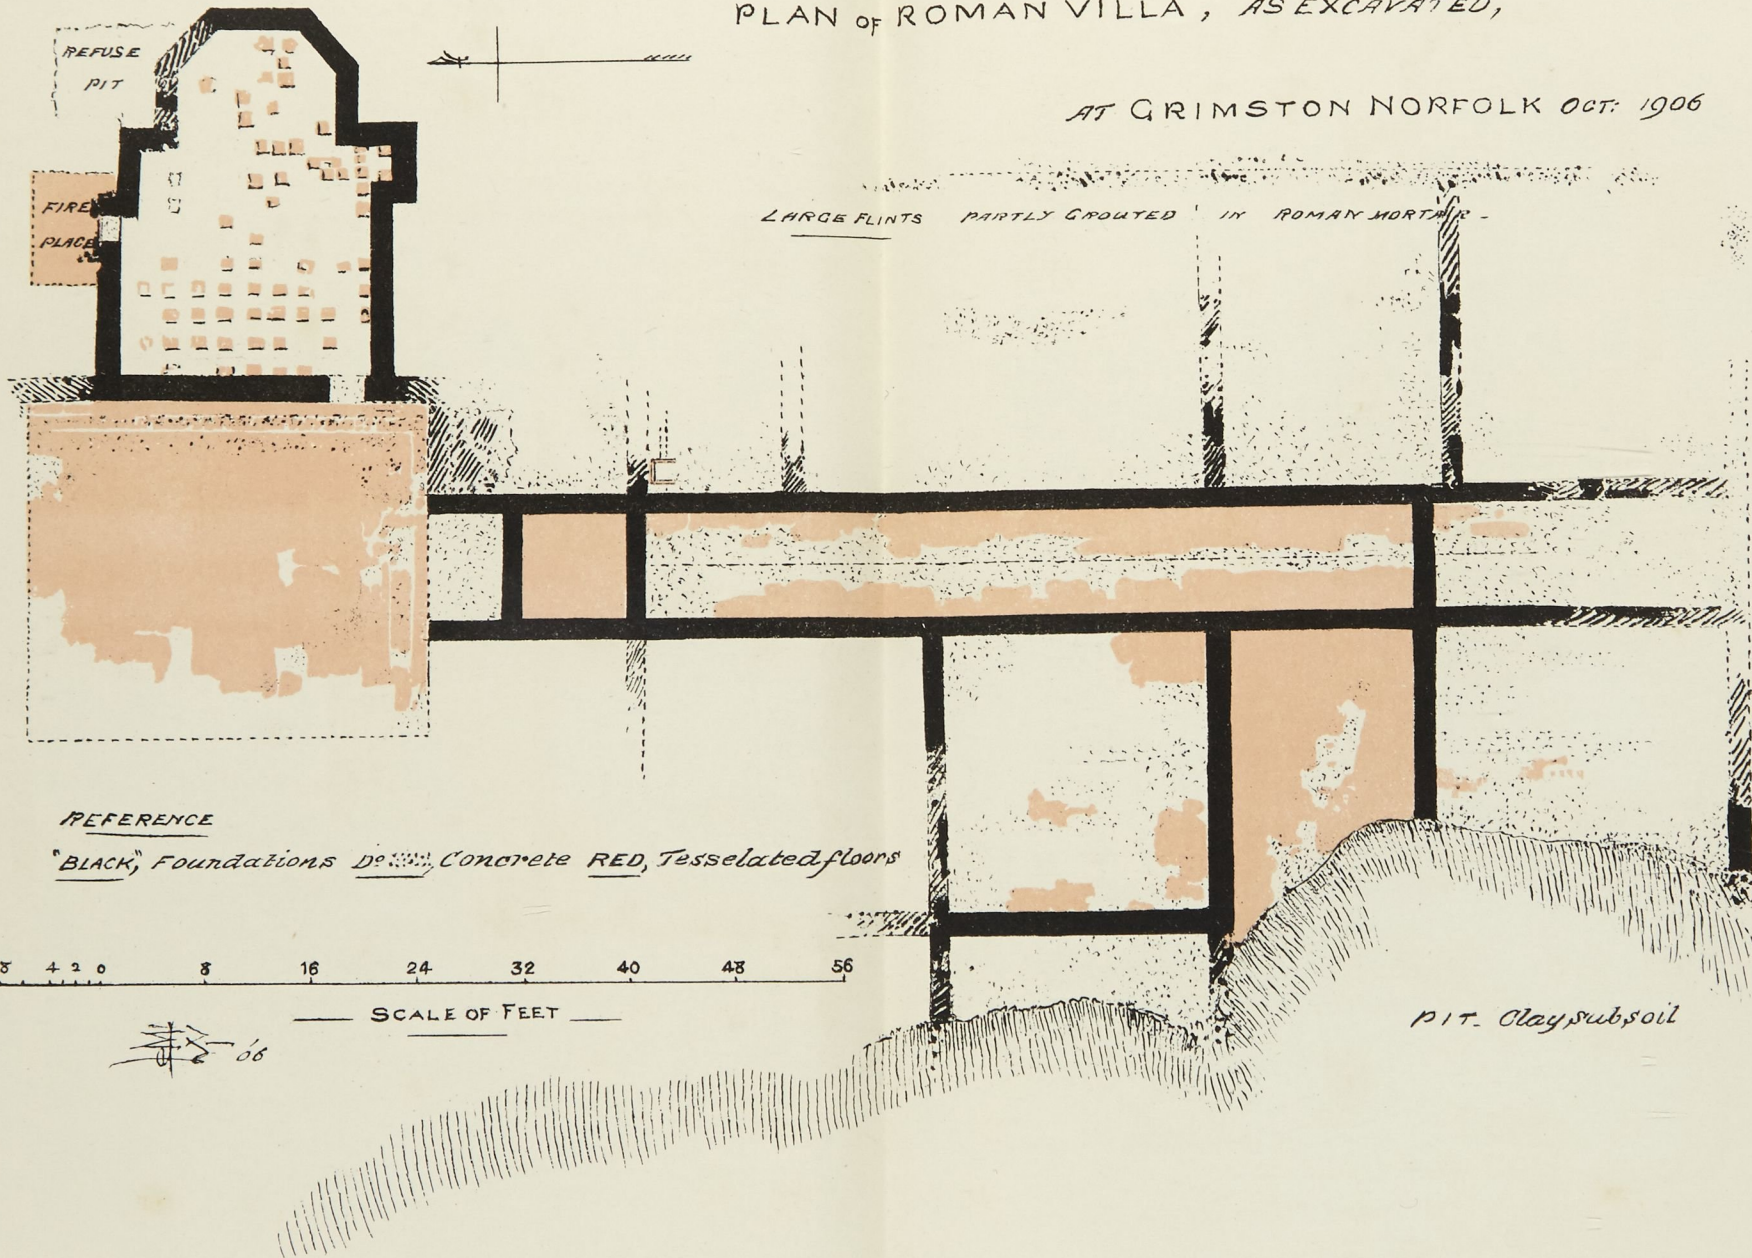 PLAN OF ROMAN VILLA, AS EXCAVATED,
AT GRIMSTON NORFOLK OCT: 1906
REFUSE
PIT
FIRE
PLACE
LARGE FLINTS PARTLY GROUTED IN ROMAN MORTAR-
REFERENCE
"BLACK", Foundations Do, Concrete RED, Tesselated floors
8 4 2 0 8 16 24 32 40 48 56
SCALE OF FEET
'06
PIT. Clay subsoil